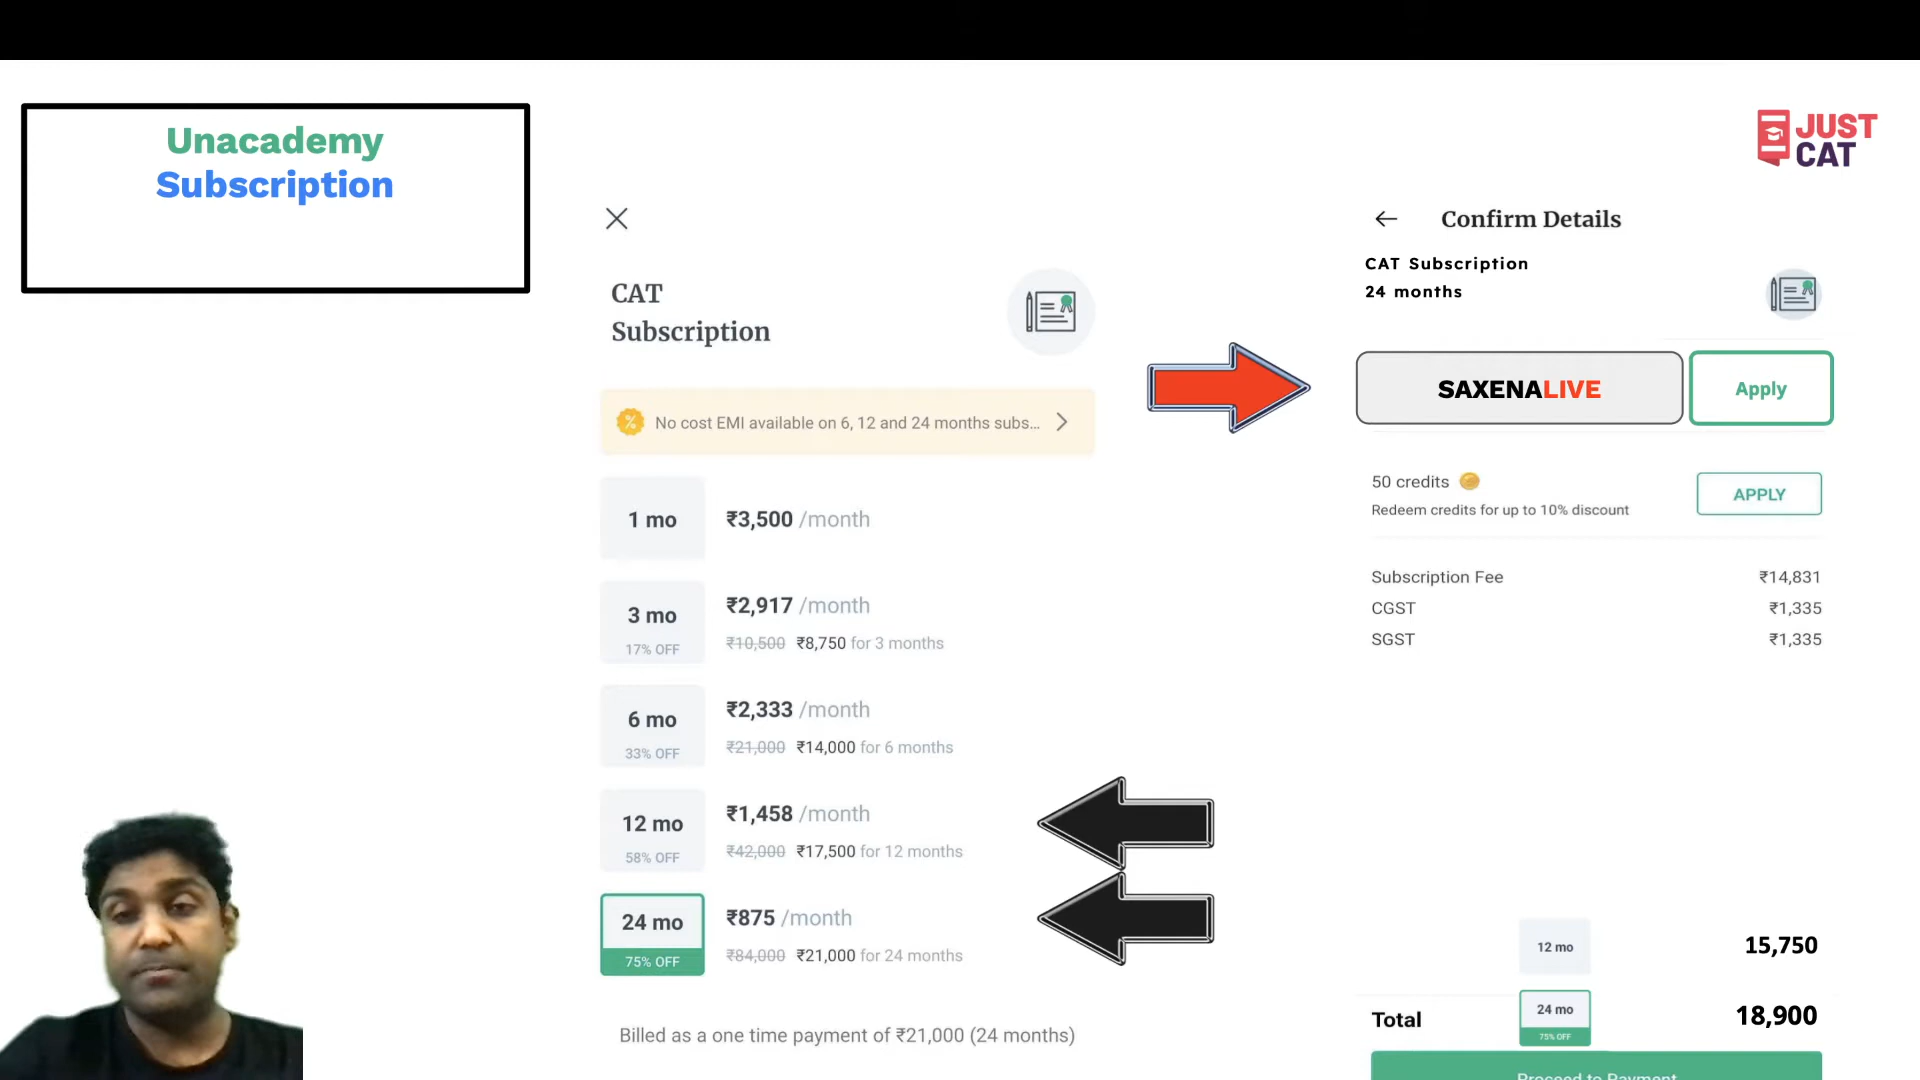 Unacademy
Subscription
JUST
CAT
CAT
Subscription
No cost EMI available on 6, 12 and 24 months subs...
1 mo
₹3,500 /month
3 mo
17% OFF
₹2,917 /month
₹10,500 ₹8,750 for 3 months
6 mo
33% OFF
₹2,333 /month
₹21,000 ₹14,000 for 6 months
12 mo
58% OFF
₹1,458 /month
₹42,000 ₹17,500 for 12 months
24 mo
75% OFF
₹875 /month
₹84,000 ₹21,000 for 24 months
Billed as a one time payment of ₹21,000 (24 months)
Confirm Details
CAT Subscription
24 months
SAXENALIVE
Apply
50 credits
Redeem credits for up to 10% discount
APPLY
Subscription Fee ₹14,831
CGST ₹1,335
SGST ₹1,335
12 mo 15,750
Total 24 mo 18,900
75% OFF
Proceed to Payment